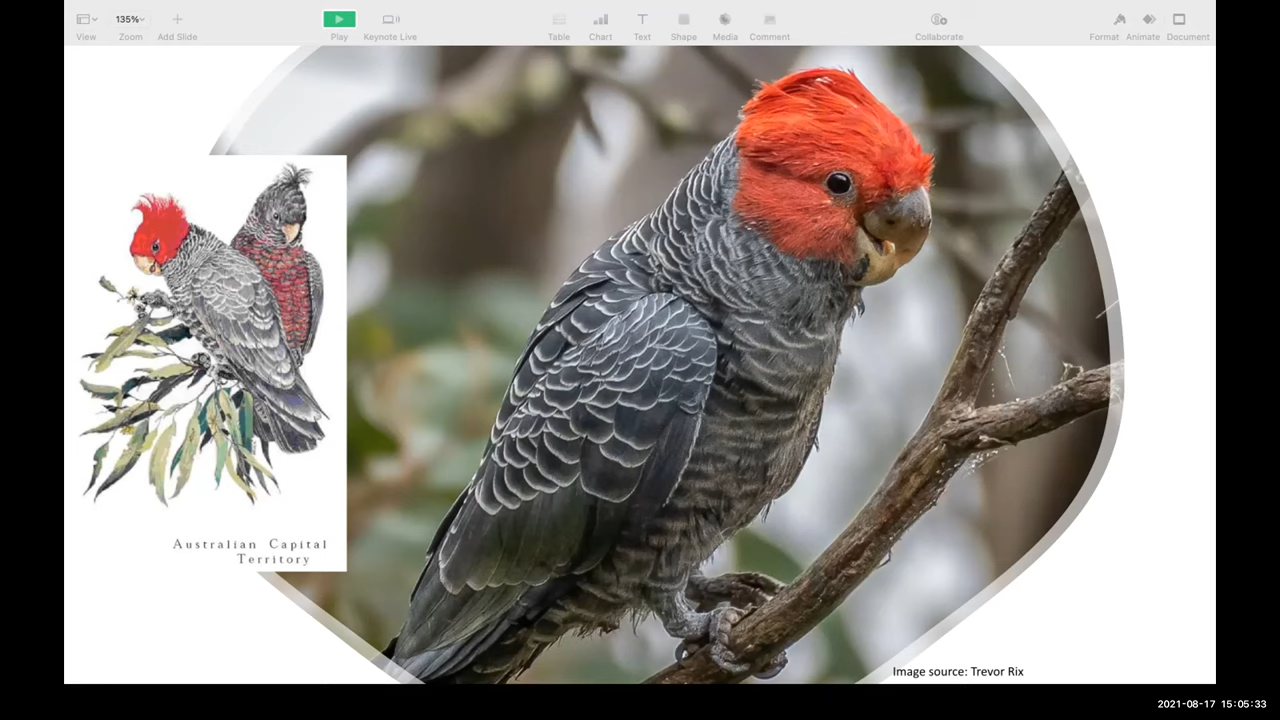 135%
View
Zoom
Add Slide
Play
Keynote Live
Table
Chart
Text
Shape
Media
Comment
Collaborate
Format
Animate
Document
Australian Capital
Territory
Image source: Trevor Rix
2021-08-17 15:05:33